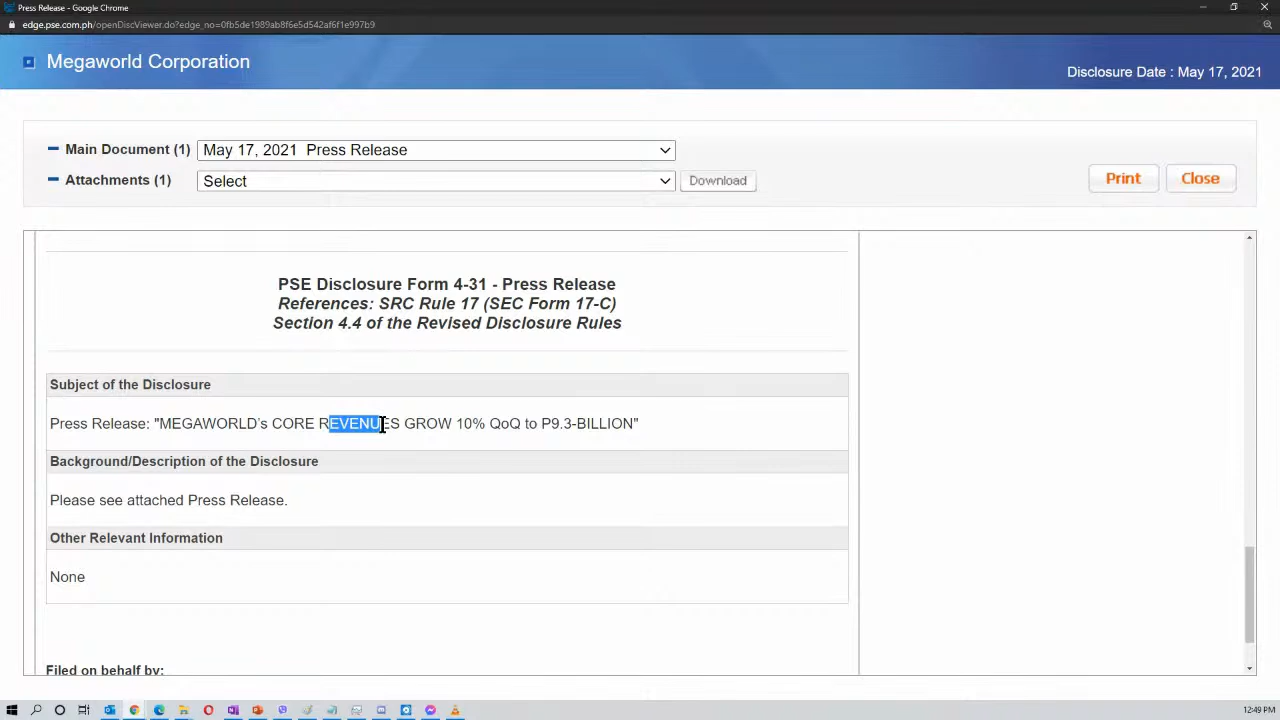 Press Release - Google Chrome
edge.pse.com.ph/openDiscViewer.do?edge_no=0fb5de1989ab8f6e5d542af6f1e997b9
Megaworld Corporation
Disclosure Date : May 17, 2021
Main Document (1) May 17, 2021 Press Release
Attachments (1) Select Download
Print Close
PSE Disclosure Form 4-31 - Press Release
References: SRC Rule 17 (SEC Form 17-C)
Section 4.4 of the Revised Disclosure Rules
Subject of the Disclosure
Press Release: "MEGAWORLD's CORE REVENUES GROW 10% QoQ to P9.3-BILLION"
Background/Description of the Disclosure
Please see attached Press Release.
Other Relevant Information
None
Filed on behalf by:
12:49 PM